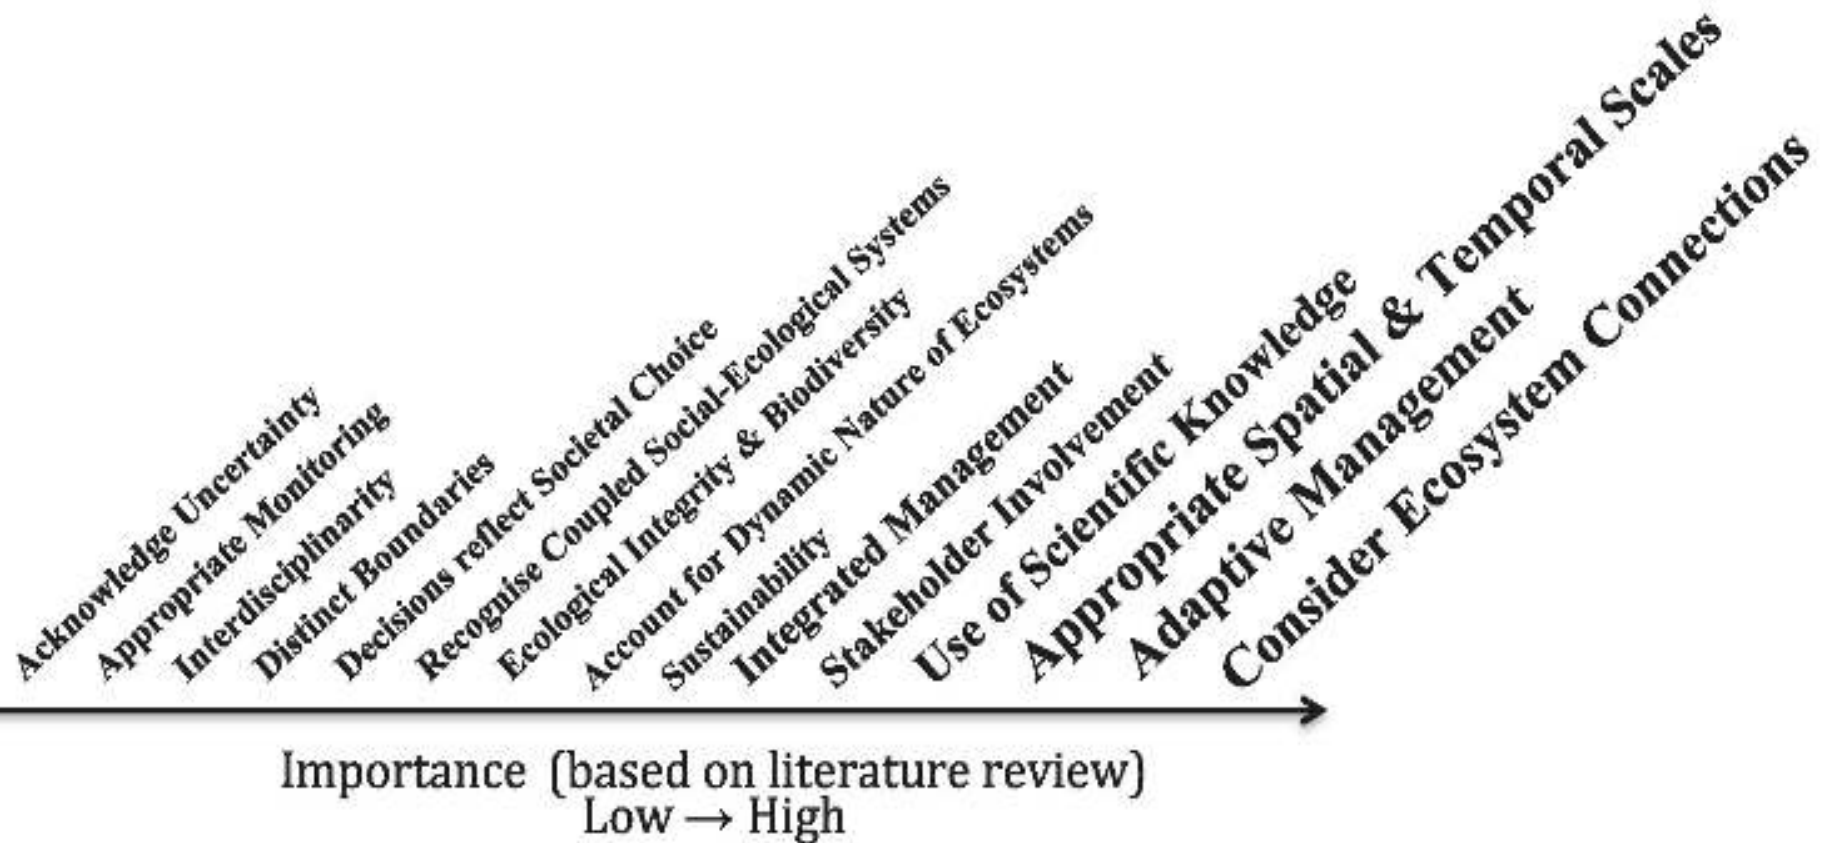 Acknowledge Uncertainty
Appropriate Monitoring
Interdisciplinarity
Distinct Boundaries
Decisions reflect Societal Choice
Recognise Coupled Social-Ecological Systems
Ecological Integrity & Biodiversity
Account for Dynamic Nature of Ecosystems
Sustainability
Integrated Management
Stakeholder Involvement
Use of Scientific Knowledge
Appropriate Spatial & Temporal Scales
Adaptive Management
Consider Ecosystem Connections
Importance (based on literature review)
Low → High